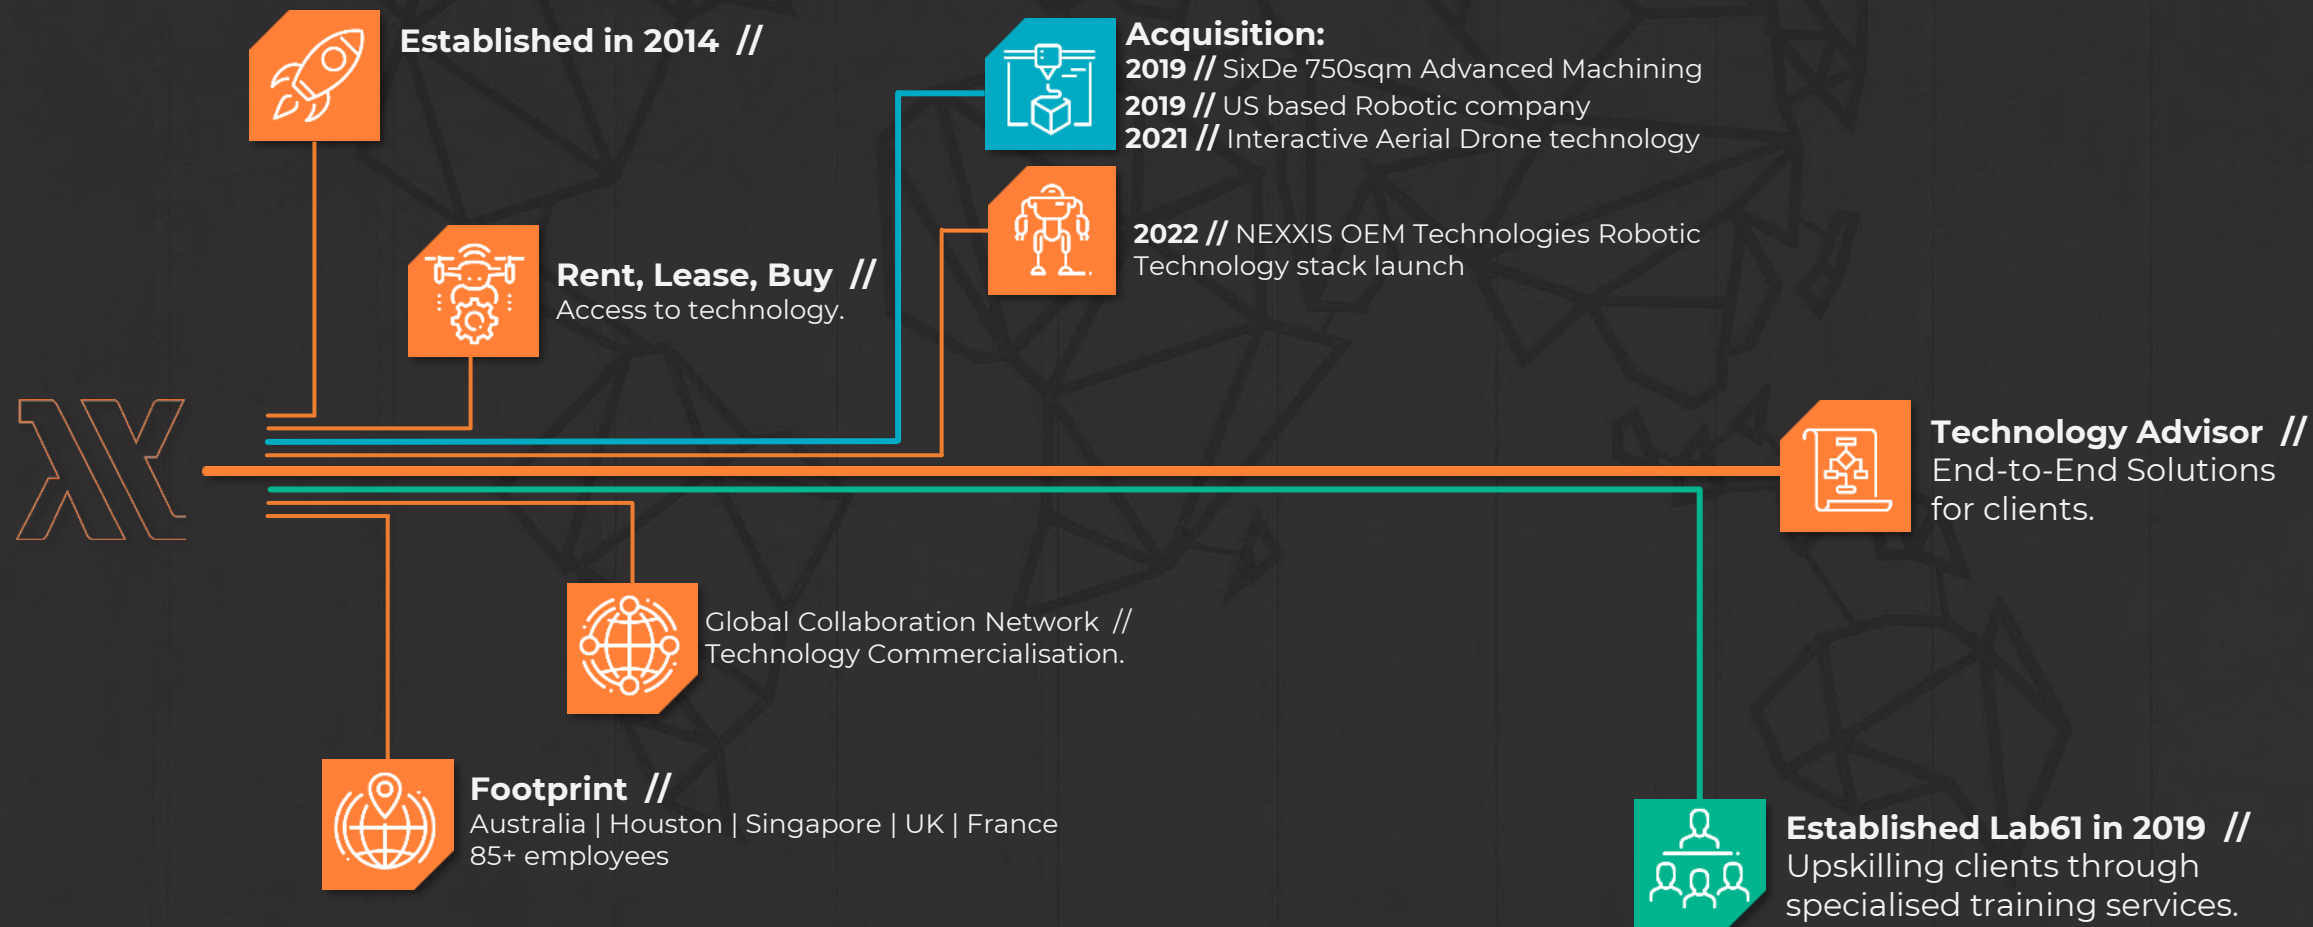 Established in 2014 //
Acquisition:
2019 // SixDe 750sqm Advanced Machining
2019 // US based Robotic company
2021 // Interactive Aerial Drone technology
2022 // NEXXIS OEM Technologies Robotic
Technology stack launch
Rent, Lease, Buy //
Access to technology.
Technology Advisor //
End-to-End Solutions
for clients.
Global Collaboration Network //
Technology Commercialisation.
Footprint //
Australia | Houston | Singapore | UK | France
85+ employees
Established Lab61 in 2019 //
Upskilling clients through
specialised training services.